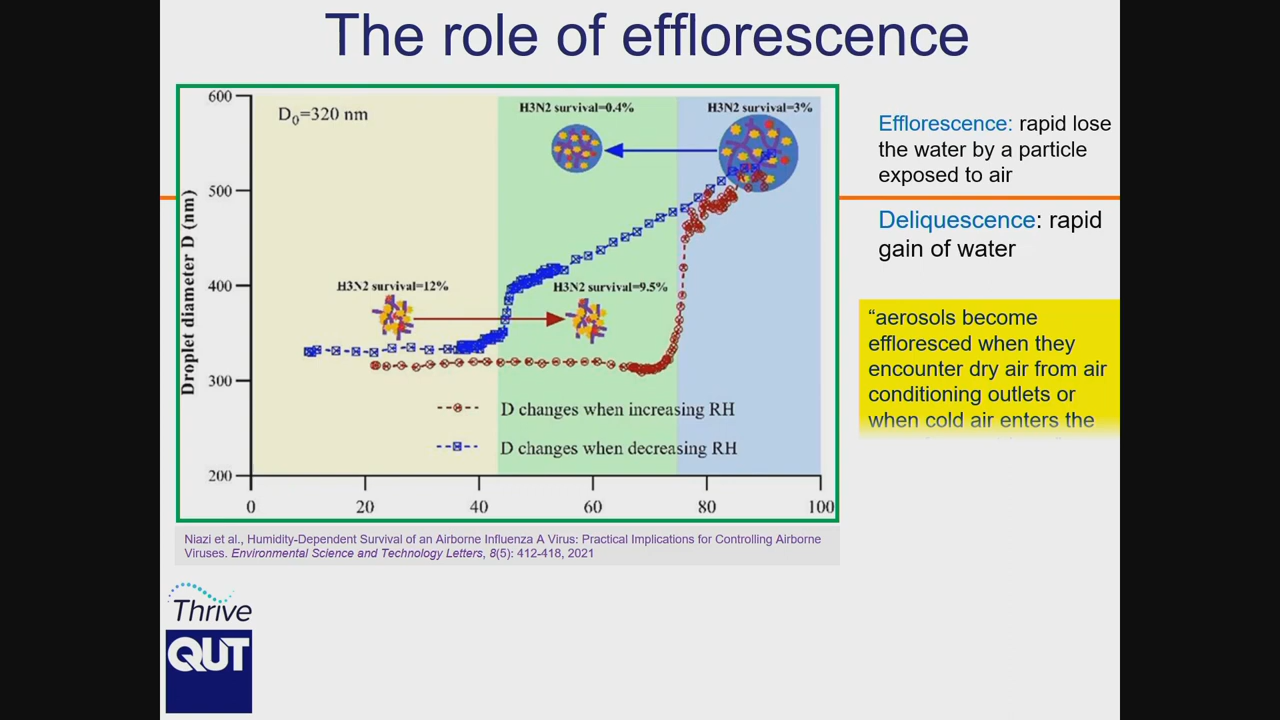 The role of efflorescence
600
500
400
300
200
Droplet diameter D (nm)
D₀=320 nm
H3N2 survival=0.4%
H3N2 survival=3%
H3N2 survival=12%
H3N2 survival=9.5%
D changes when increasing RH
D changes when decreasing RH
0 20 40 60 80 100
Efflorescence: rapid lose
the water by a particle
exposed to air
Deliquescence: rapid
gain of water
“aerosols become
effloresced when they
encounter dry air from air
conditioning outlets or
when cold air enters the
Niazi et al., Humidity-Dependent Survival of an Airborne Influenza A Virus: Practical Implications for Controlling Airborne
Viruses. Environmental Science and Technology Letters, 8(5): 412-418, 2021
Thrive
QUT